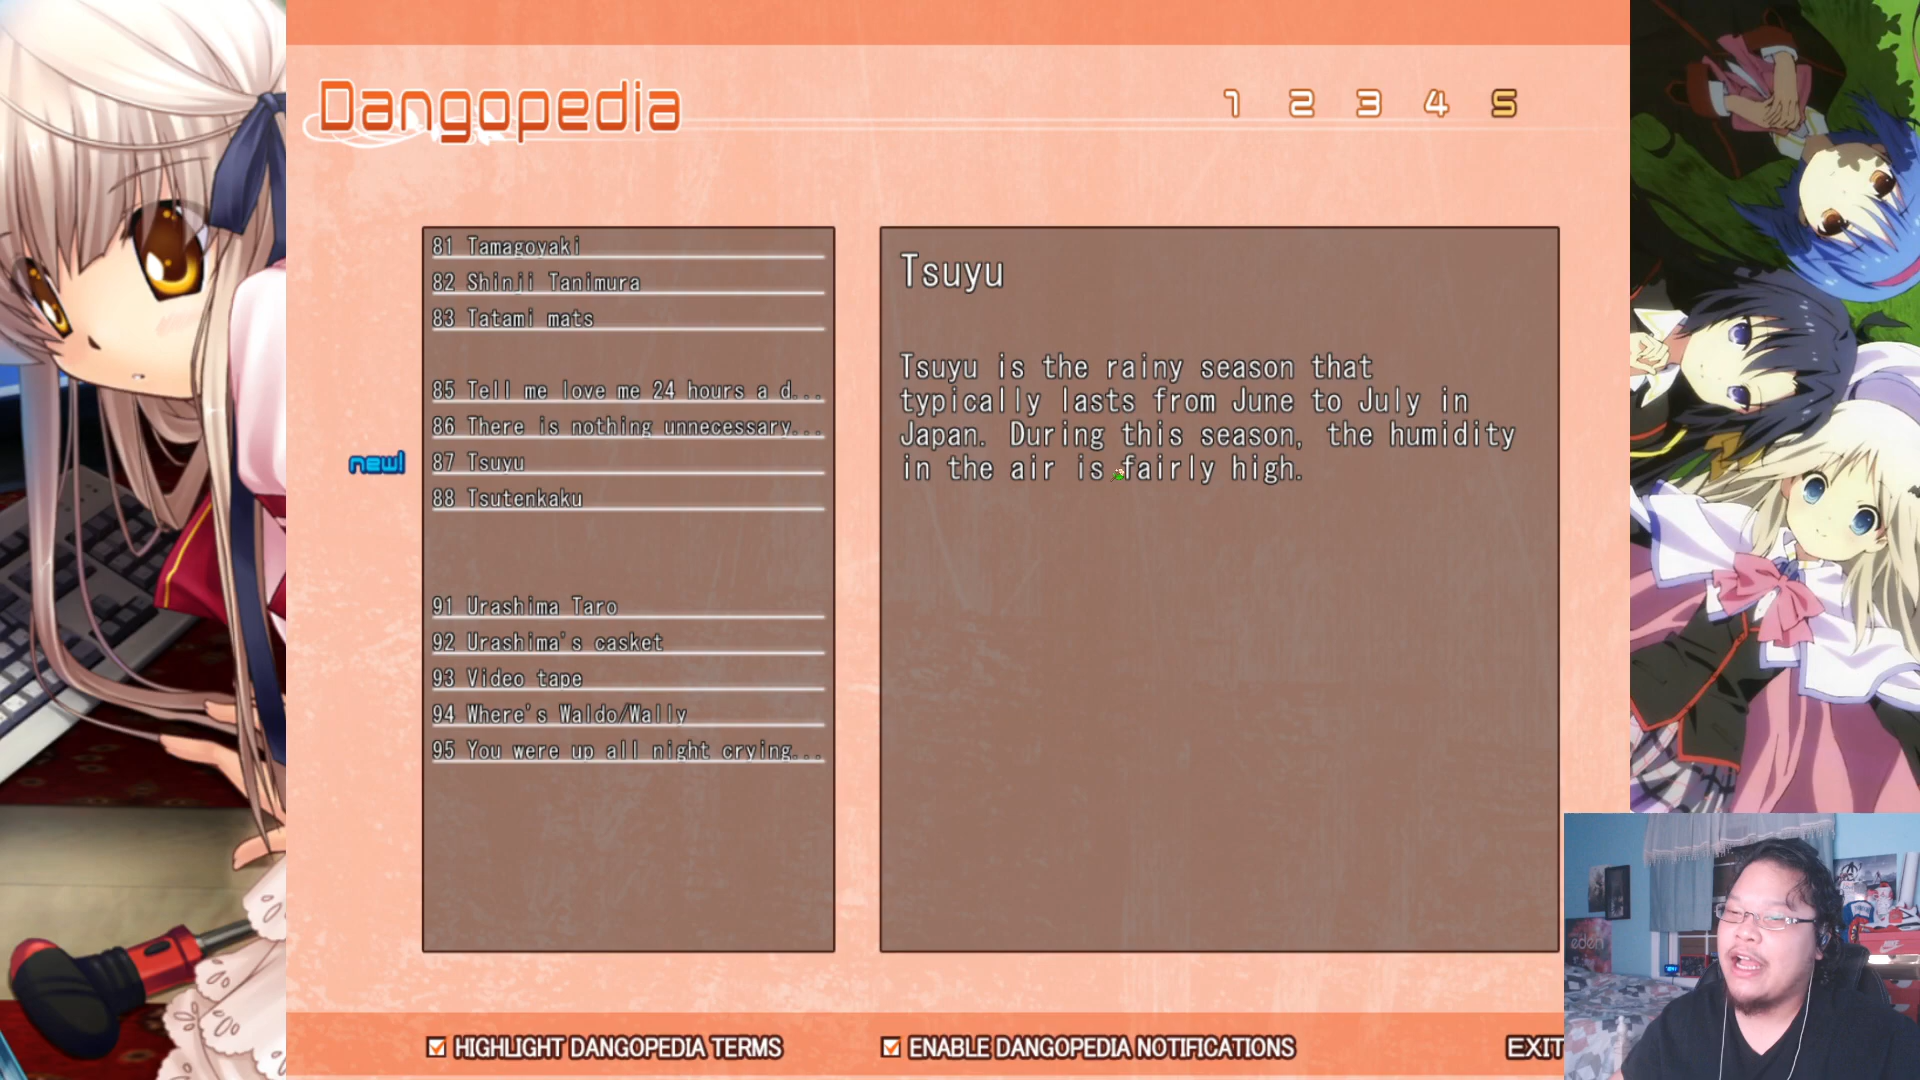 Dangopedia
1 2 3 4 5
81 Tamagoyaki
82 Shinji Tanimura
83 Tatami mats
85 Tell me love me 24 hours a d...
86 There is nothing unnecessary...
new!
87 Tsuyu
88 Tsutenkaku
91 Urashima Taro
92 Urashima's casket
93 Video tape
94 Where's Waldo/Wally
95 You were up all night crying...
Tsuyu
Tsuyu is the rainy season that
typically lasts from June to July in
Japan. During this season, the humidity
in the air is fairly high.
HIGHLIGHT DANGOPEDIA TERMS
ENABLE DANGOPEDIA NOTIFICATIONS
EXIT
eden